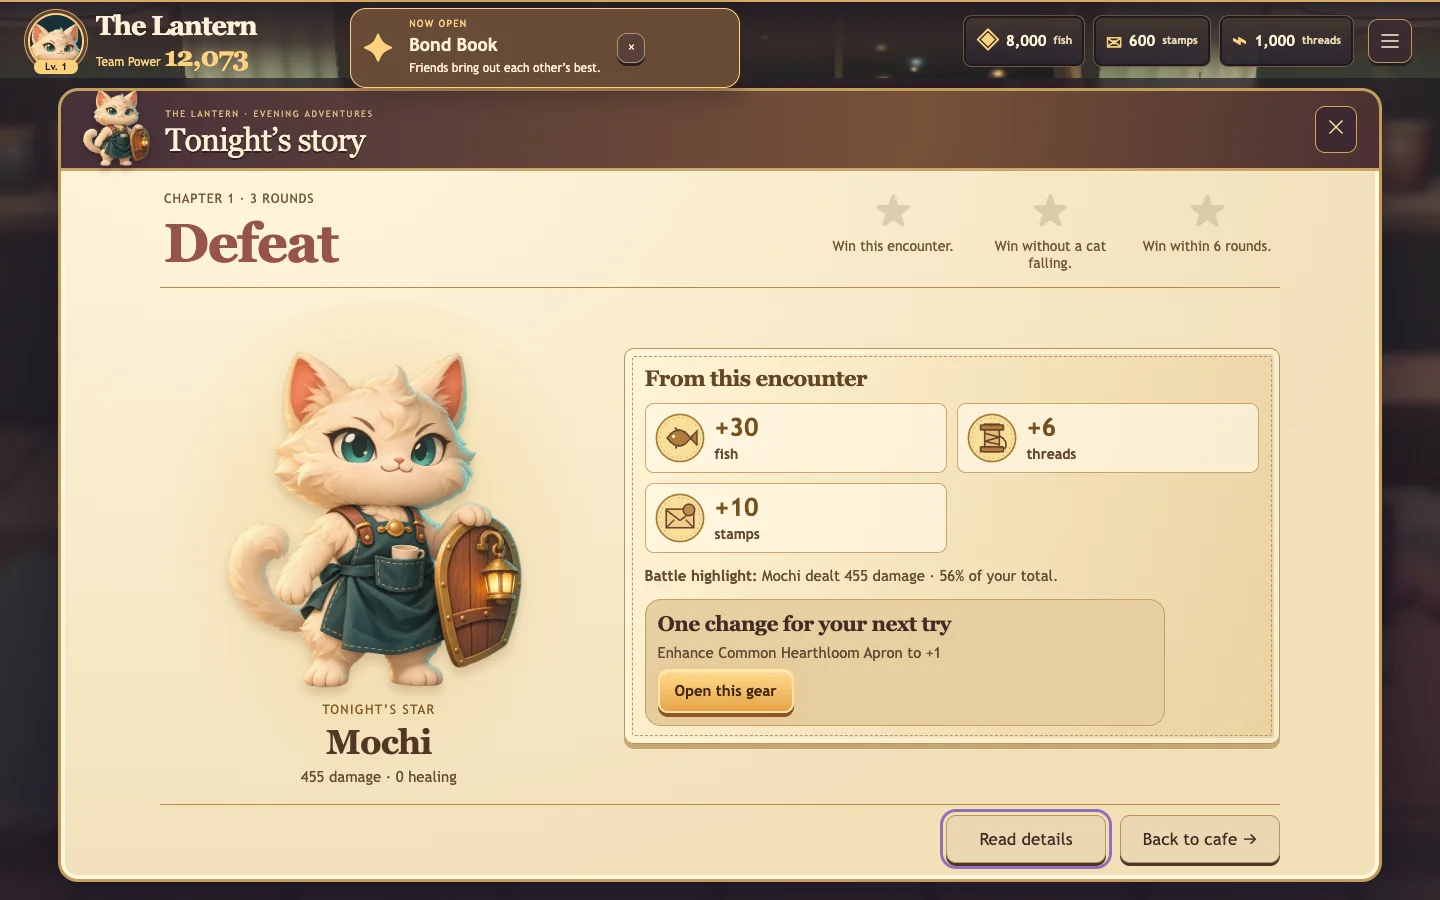 The Lantern
Team Power 12,073
Lv. 1
NOW OPEN
Bond Book
Friends bring out each other's best.
×
8,000 fish
600 stamps
1,000 threads
THE LANTERN · EVENING ADVENTURES
Tonight's story
CHAPTER 1 · 3 ROUNDS
Defeat
Win this encounter.
Win without a cat
falling.
Win within 6 rounds.
From this encounter
+30
fish
+6
threads
+10
stamps
Battle highlight: Mochi dealt 455 damage · 56% of your total.
One change for your next try
Enhance Common Hearthloom Apron to +1
Open this gear
TONIGHT'S STAR
Mochi
455 damage · 0 healing
Read details
Back to cafe →